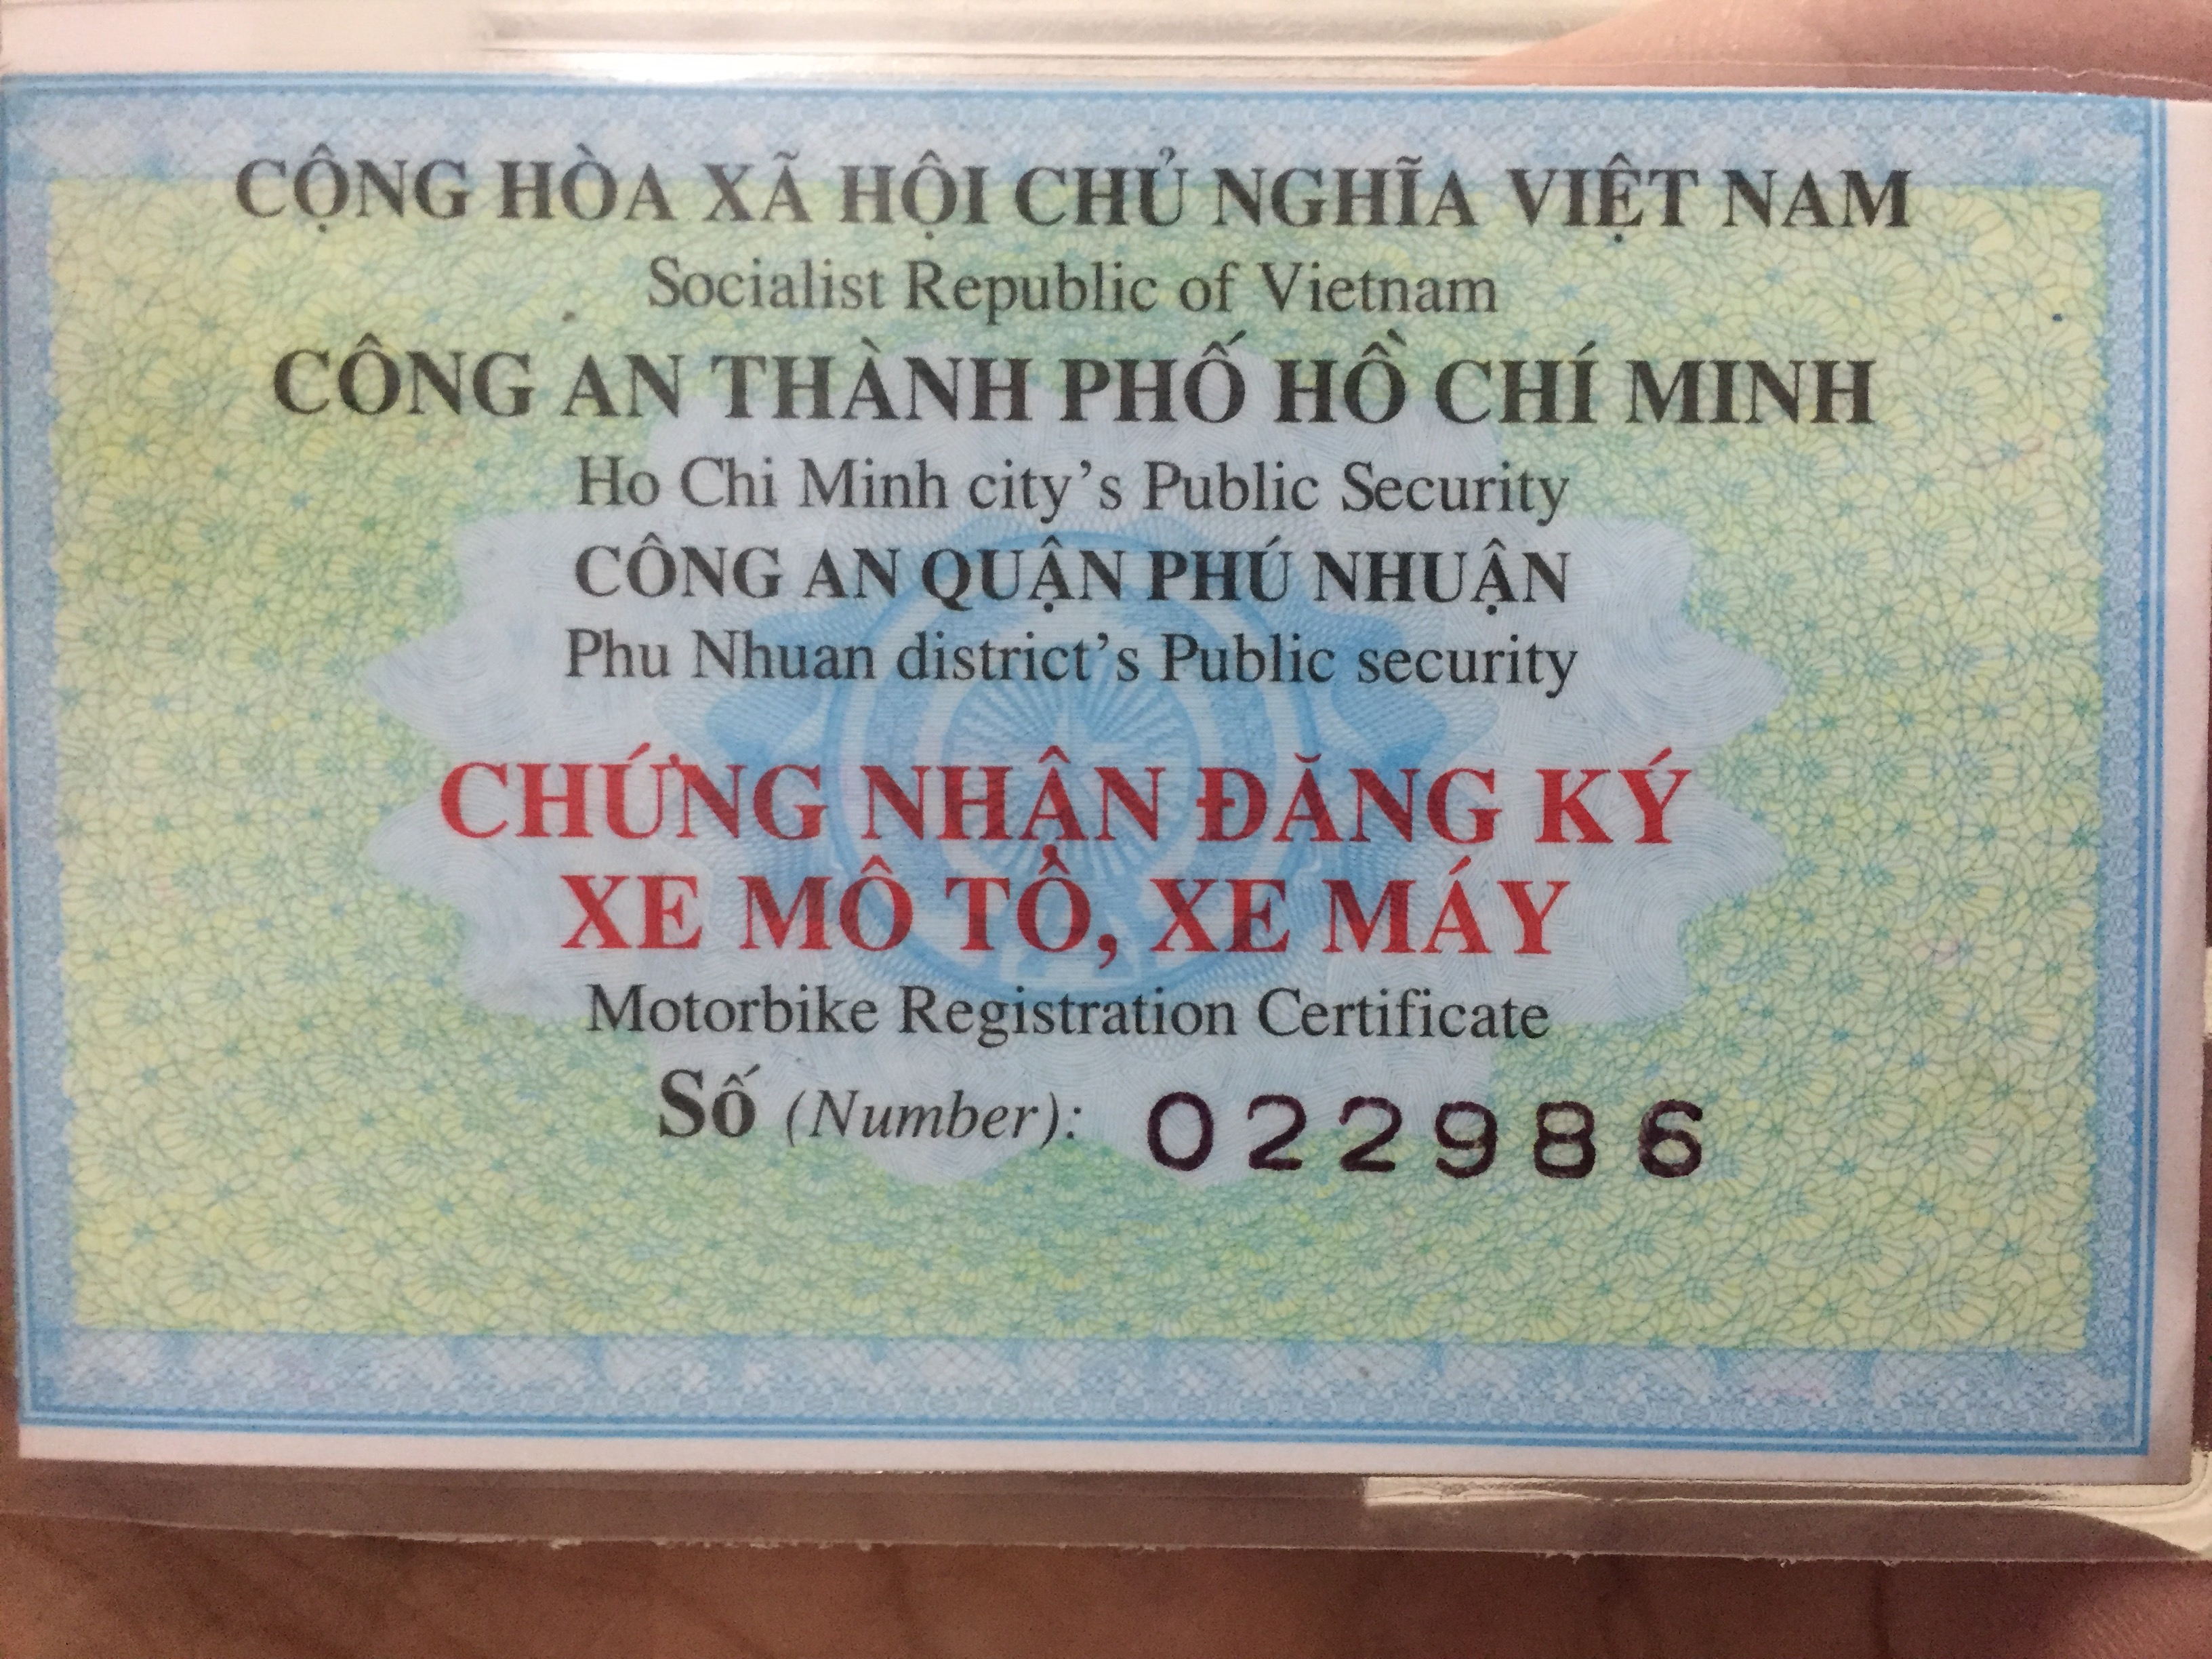 CỘNG HÒA XÃ HỘI CHỦ NGHĨA VIỆT NAM
Socialist Republic of Vietnam
CÔNG AN THÀNH PHỐ HỒ CHÍ MINH
Ho Chi Minh city’s Public Security
CÔNG AN QUẬN PHÚ NHUẬN
Phu Nhuan district’s Public security
CHỨNG NHẬN ĐĂNG KÝ
XE MÔ TÔ, XE MÁY
Motorbike Registration Certificate
Số (Number): 022986